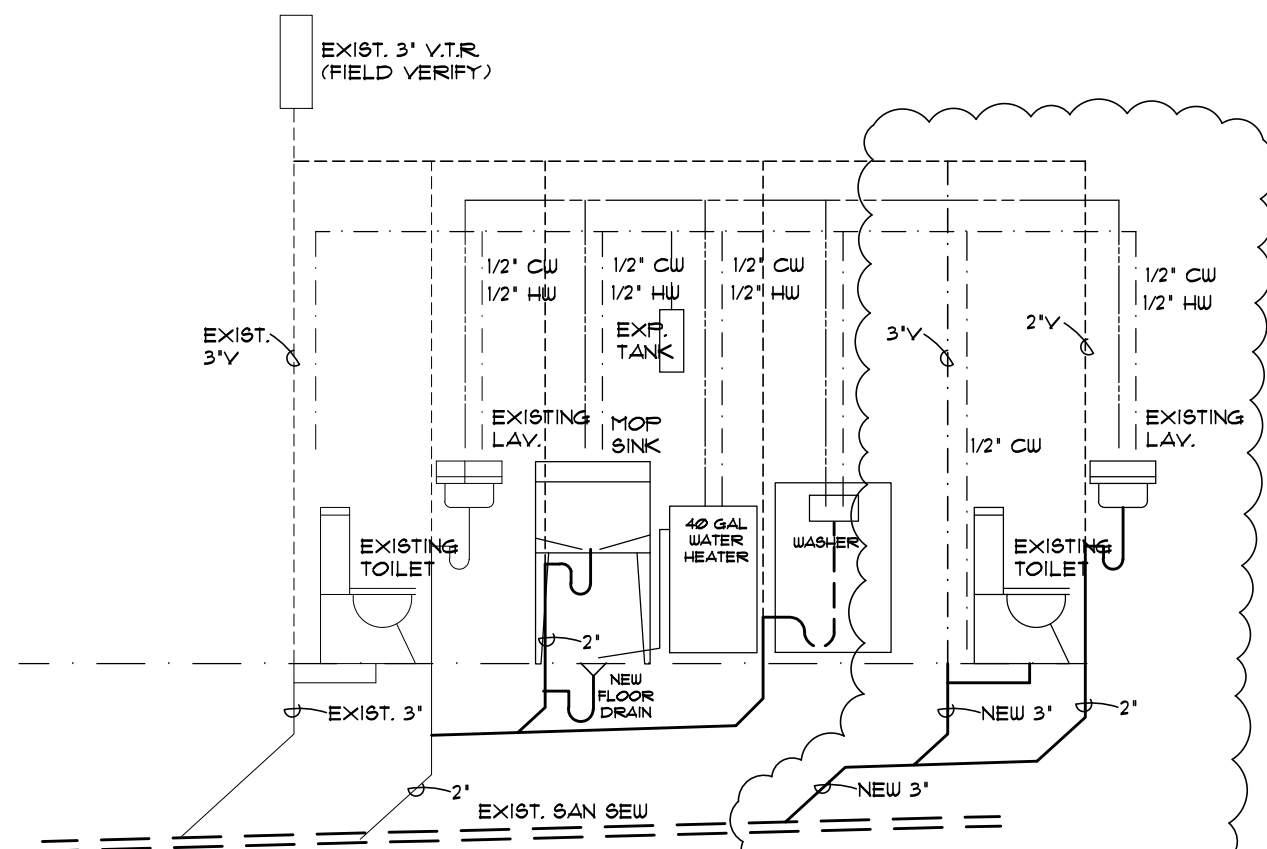 EXIST. 3" V.T.R.
(FIELD VERIFY)
1/2" CW
1/2" HW
1/2" CW
1/2" HW
1/2" CW
1/2" HW
1/2" CW
1/2" HW
EXIST.
3"V
EXP.
TANK
3"V
2"V
EXISTING
LAV.
MOP
SINK
1/2" CW
EXISTING
LAV.
EXISTING
TOILET
40 GAL
WATER
HEATER
WASHER
EXISTING
TOILET
2"
NEW
FLOOR
DRAIN
EXIST. 3"
NEW 3"
2"
2"
NEW 3"
EXIST. SAN SEW